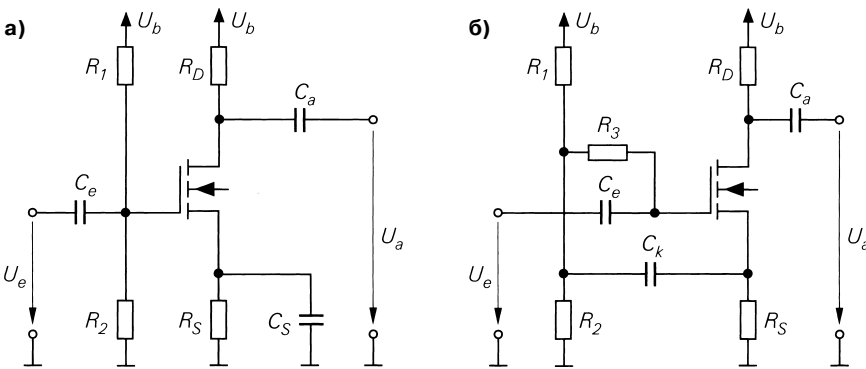 а)
U_b
U_b
R_1
R_D
C_a
C_e
U_e
U_a
R_2
R_S
C_S
б)
U_b
U_b
R_1
R_D
C_a
R_3
C_e
C_k
U_e
U_a
R_2
R_S